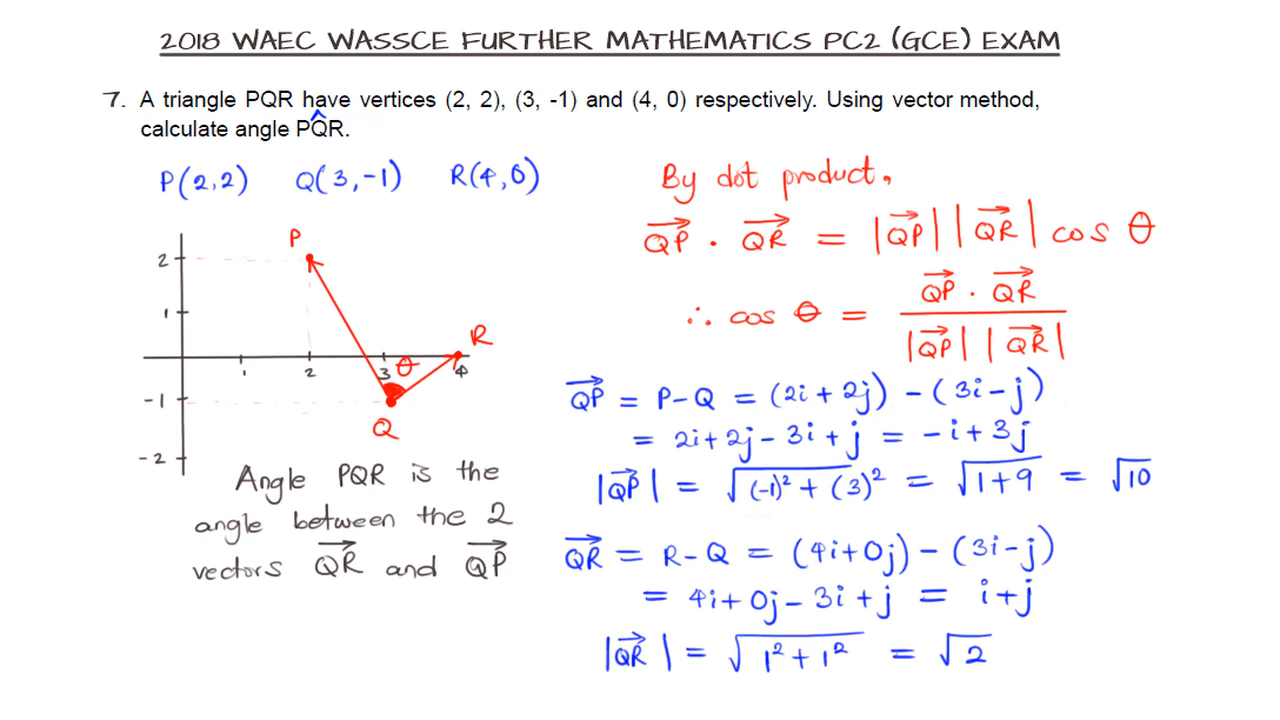 2018 WAEC WASSCE FURTHER MATHEMATICS PC2 (GCE) EXAM
7. A triangle PQR have vertices (2, 2), (3, -1) and (4, 0) respectively. Using vector method,
calculate angle PQ̂R.
P(2,2) Q(3,-1) R(4,0)
P
2
1
R
1 2 3 θ 4
-1
Q
-2
Angle PQR is the
angle between the 2
vectors →QR and →QP
By dot product,
→QP . →QR = |→QP| |→QR| cos θ
∴ cos θ = →QP . →QR / |→QP| |→QR|
→QP = P-Q = (2i + 2j) - (3i - j)
= 2i + 2j - 3i + j = -i + 3j
|→QP| = √((-1)² + (3)²) = √(1+9) = √10
→QR = R-Q = (4i+0j) - (3i-j)
= 4i + 0j - 3i + j = i+j
|→QR| = √(1² + 1²) = √2